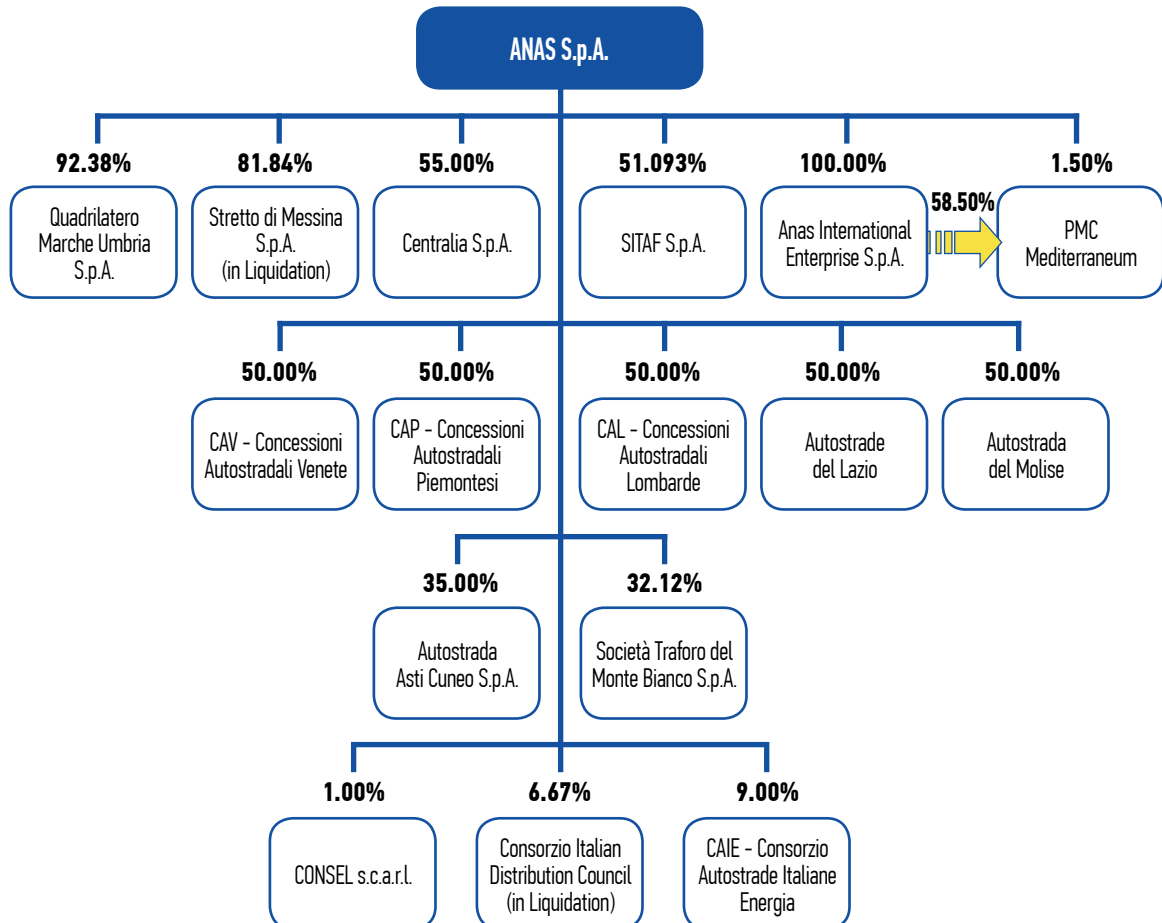 ANAS S.p.A.
92.38%
81.84%
55.00%
51.093%
100.00%
1.50%
58.50%
Quadrilatero
Marche Umbria
S.p.A.
Stretto di Messina
S.p.A.
(in Liquidation)
Centralia S.p.A.
SITAF S.p.A.
Anas International
Enterprise S.p.A.
PMC
Mediterraneum
50.00%
50.00%
50.00%
50.00%
50.00%
CAV - Concessioni
Autostradali Venete
CAP - Concessioni
Autostradali
Piemontesi
CAL - Concessioni
Autostradali
Lombarde
Autostrade
del Lazio
Autostrada
del Molise
35.00%
32.12%
Autostrada
Asti Cuneo S.p.A.
Società Traforo del
Monte Bianco S.p.A.
1.00%
6.67%
9.00%
CONSEL s.c.a.r.l.
Consorzio Italian
Distribution Council
(in Liquidation)
CAIE - Consorzio
Autostrade Italiane
Energia